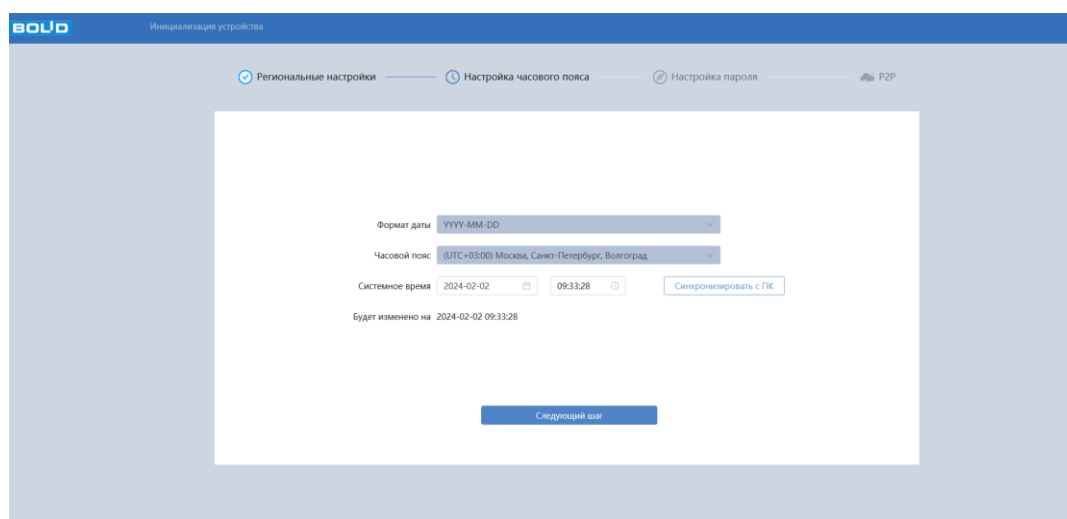 BOLID Инициализация устройства
Региональные настройки Настройка часового пояса Настройка пароля P2P
Формат даты YYYY-MM-DD
Часовой пояс (UTC+03:00) Москва, Санкт-Петербург, Волгоград
Системное время 2024-02-02 09:33:28 Синхронизировать с ПК
Будет изменено на 2024-02-02 09:33:28
Следующий шаг